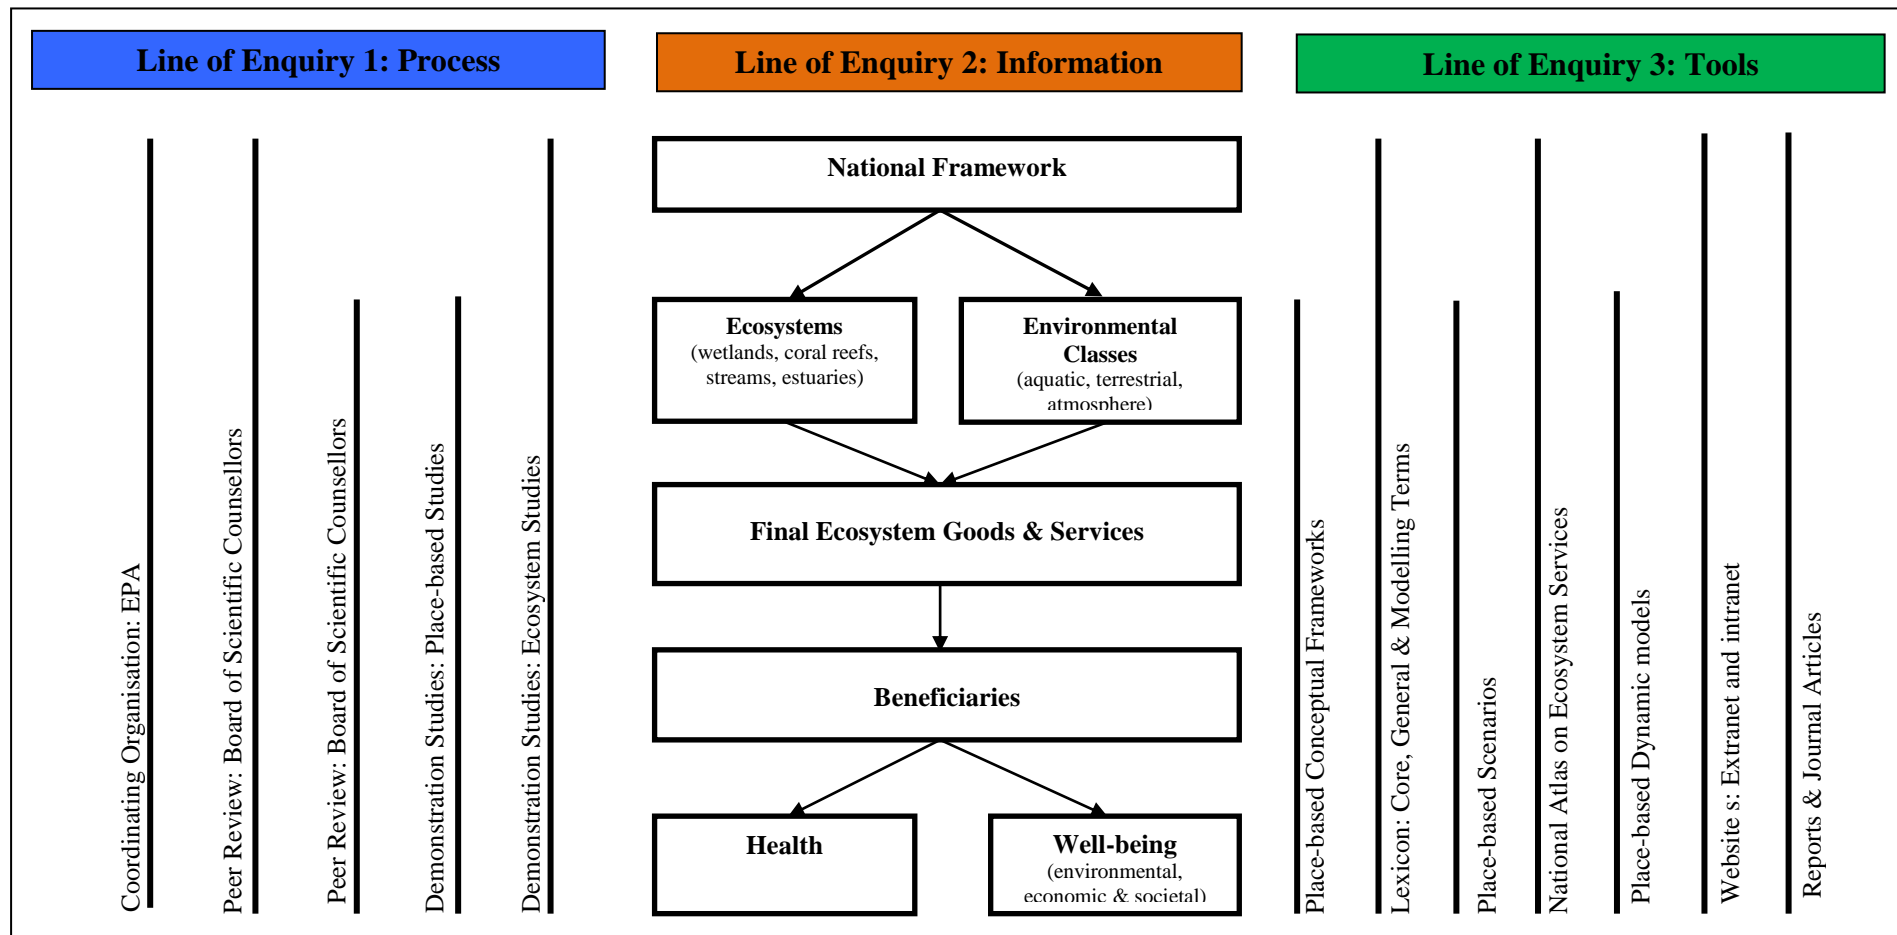 Line of Enquiry 1: Process
Line of Enquiry 2: Information
Line of Enquiry 3: Tools
Coordinating Organisation: EPA
Peer Review: Board of Scientific Counsellors
Peer Review: Board of Scientific Counsellors
Demonstration Studies: Place-based Studies
Demonstration Studies: Ecosystem Studies
National Framework
Ecosystems
(wetlands, coral reefs,
streams, estuaries)
Environmental
Classes
(aquatic, terrestrial,
atmosphere)
Final Ecosystem Goods & Services
Beneficiaries
Health
Well-being
(environmental,
economic & societal)
Place-based Conceptual Frameworks
Lexicon: Core, General & Modelling Terms
Place-based Scenarios
National Atlas on Ecosystem Services
Place-based Dynamic models
Website s: Extranet and intranet
Reports & Journal Articles